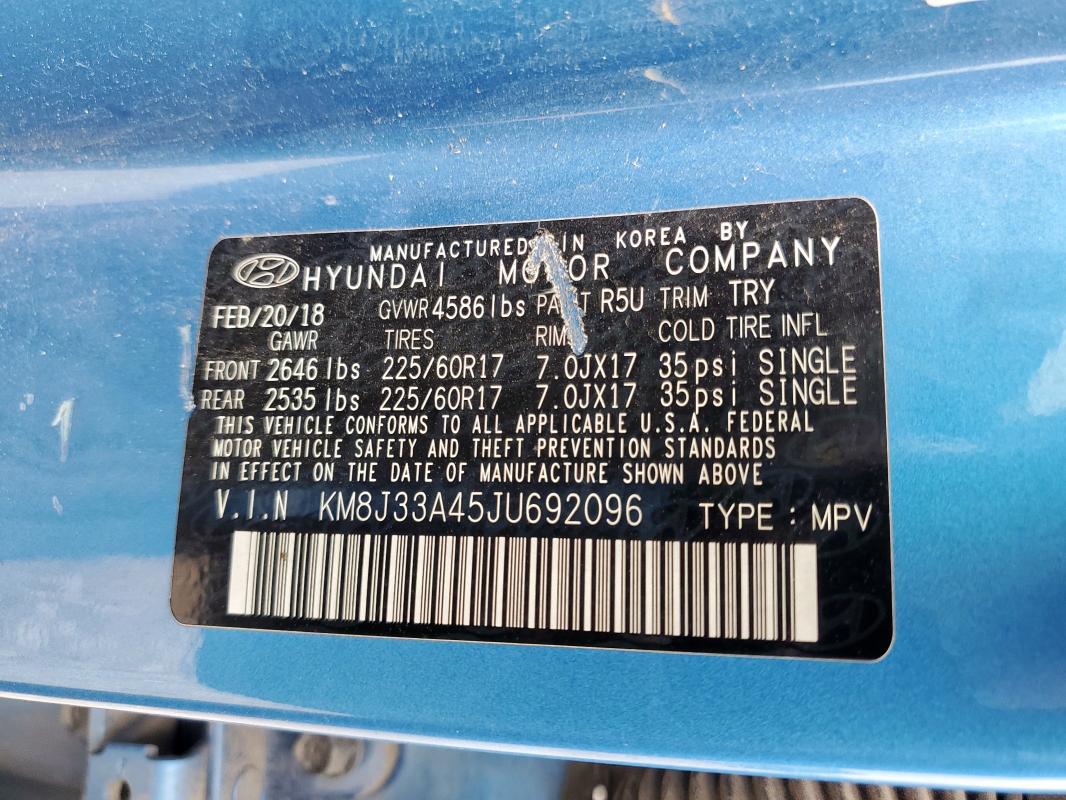 MANUFACTURED IN KOREA BY
HYUNDAI MOTOR COMPANY
FEB/20/18 GVWR 4586lbs PAINT R5U TRIM TRY
GAWR TIRES RIMS COLD TIRE INFL
FRONT 2646 lbs 225/60R17 7.0JX17 35psi SINGLE
REAR 2535 lbs 225/60R17 7.0JX17 35psi SINGLE
THIS VEHICLE CONFORMS TO ALL APPLICABLE U.S.A. FEDERAL
MOTOR VEHICLE SAFETY AND THEFT PREVENTION STANDARDS
IN EFFECT ON THE DATE OF MANUFACTURE SHOWN ABOVE
V.I.N KM8J33A45JU692096 TYPE : MPV